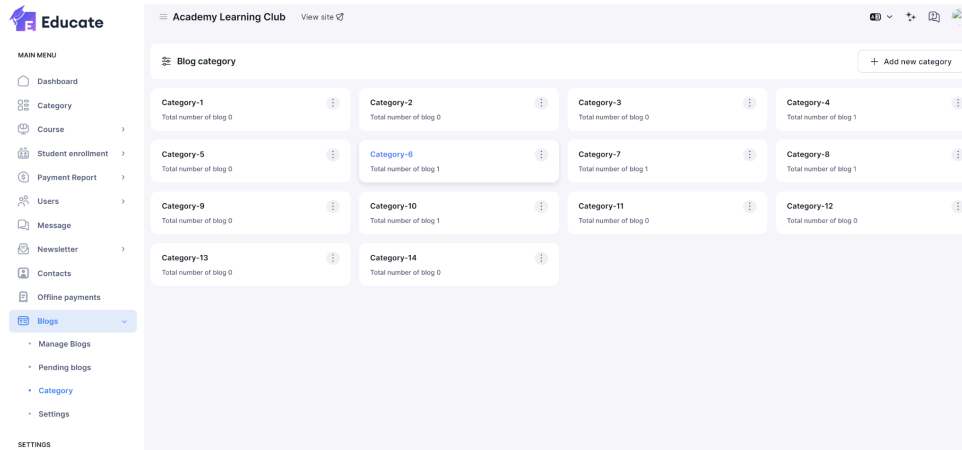 Educate
Academy Learning Club View site
MAIN MENU
Dashboard
Category
Course
Student enrollment
Payment Report
Users
Message
Newsletter
Contacts
Offline payments
Blogs
Manage Blogs
Pending blogs
Category
Settings
SETTINGS
Blog category
+ Add new category
Category-1
Total number of blog 0
Category-2
Total number of blog 0
Category-3
Total number of blog 0
Category-4
Total number of blog 1
Category-5
Total number of blog 0
Category-6
Total number of blog 1
Category-7
Total number of blog 1
Category-8
Total number of blog 1
Category-9
Total number of blog 0
Category-10
Total number of blog 1
Category-11
Total number of blog 0
Category-12
Total number of blog 0
Category-13
Total number of blog 0
Category-14
Total number of blog 0